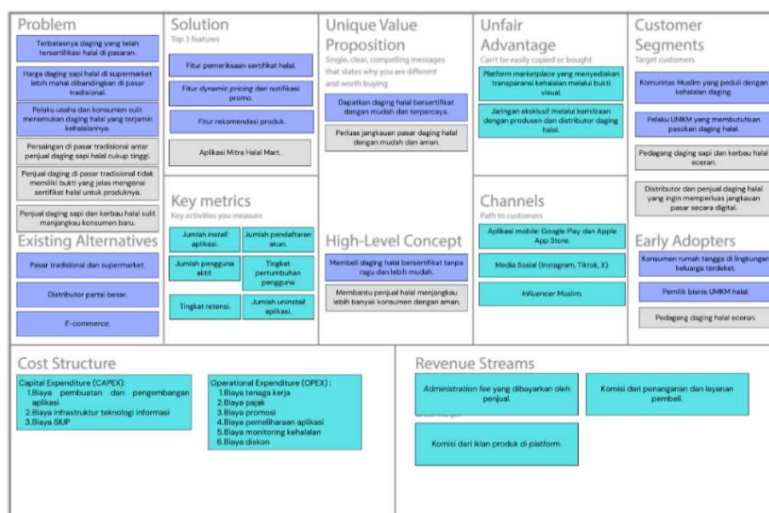 Problem
Terbatasnya daging yang telah
tersertifikasi halal di pasaran.
Harga daging sapi halal di supermarket
lebih mahal dibandingkan di pasar
tradisional.
Pelaku usaha dan konsumen sulit
menemukan daging halal yang terjamin
kehalalannya.
Persaingan di pasar tradisional antar
penjual daging sapi halal cukup tinggi.
Penjual daging di pasar tradisional tidak
memiliki bukti yang jelas mengenai
sertifikat halal untuk produknya.
Penjual daging sapi dan kerbau halal sulit
menjangkau konsumen baru.
Existing Alternatives
Pasar tradisional dan supermarket.
Distributor partai besar.
E-commerce.
Solution
Top 3 features
Fitur pemeriksaan sertifikat halal.
Fitur dynamic pricing dan notifikasi
promo.
Fitur rekomendasi produk.
Aplikasi Mitra Halal Mart.
Key metrics
Key activities you measure
Jumlah install
aplikasi.
Jumlah pendaftaran
akun.
Jumlah pengguna
aktif.
Tingkat
pertumbuhan
pengguna
Tingkat retensi.
Jumlah uninstall
aplikasi.
Unique Value
Proposition
Single, clear, compelling messages
that states why you are different
and worth buying
Dapatkan daging halal bersertifikat
dengan mudah dan terpercaya.
Perluas jangkauan pasar daging halal
dengan mudah dan aman.
High-Level Concept
Membeli daging halal bersertifikat tanpa
ragu dan lebih mudah.
Membantu penjual halal menjangkau
lebih banyak konsumen dengan aman.
Unfair
Advantage
Can't be easily copied or bought
Platform marketplace yang menyediakan
transparansi kehalalan melalui bukti
visual.
Jaringan eksklusif melalui kemitraan
dengan produsen dan distributor daging
halal.
Channels
Path to customers
Aplikasi mobile: Google Play dan Apple
App Store.
Media Sosial (Instagram, Tiktok, X).
Influencer Muslim.
Customer
Segments
Target customers
Komunitas Muslim yang peduli dengan
kehalalan daging.
Pelaku UMKM yang membutuhkan
pasokan daging halal.
Pedagang daging sapi dan kerbau halal
eceran.
Distributor dan penjual daging halal
yang ingin memperluas jangkauan
pasar secara digital.
Early Adopters
Konsumen rumah tangga di lingkungan
keluarga terdekat.
Pemilik bisnis UMKM halal.
Pedagang daging halal eceran.
Cost Structure
Capital Expenditure (CAPEX):
1.Biaya pembuatan dan pengembangan
aplikasi
2.Biaya infrastruktur teknologi informasi
3.Biaya SIUP
Operational Expenditure (OPEX) :
1.Biaya tenaga kerja
2.Biaya pajak
3.Biaya promosi
4.Biaya pemeliharaan aplikasi
5.Biaya monitoring kehalalan
6.Biaya diskon
Revenue Streams
Administration fee yang dibayarkan oleh
penjual.
Komisi dari penanganan dan layanan
pembeli.
Komisi dari iklan produk di platform.